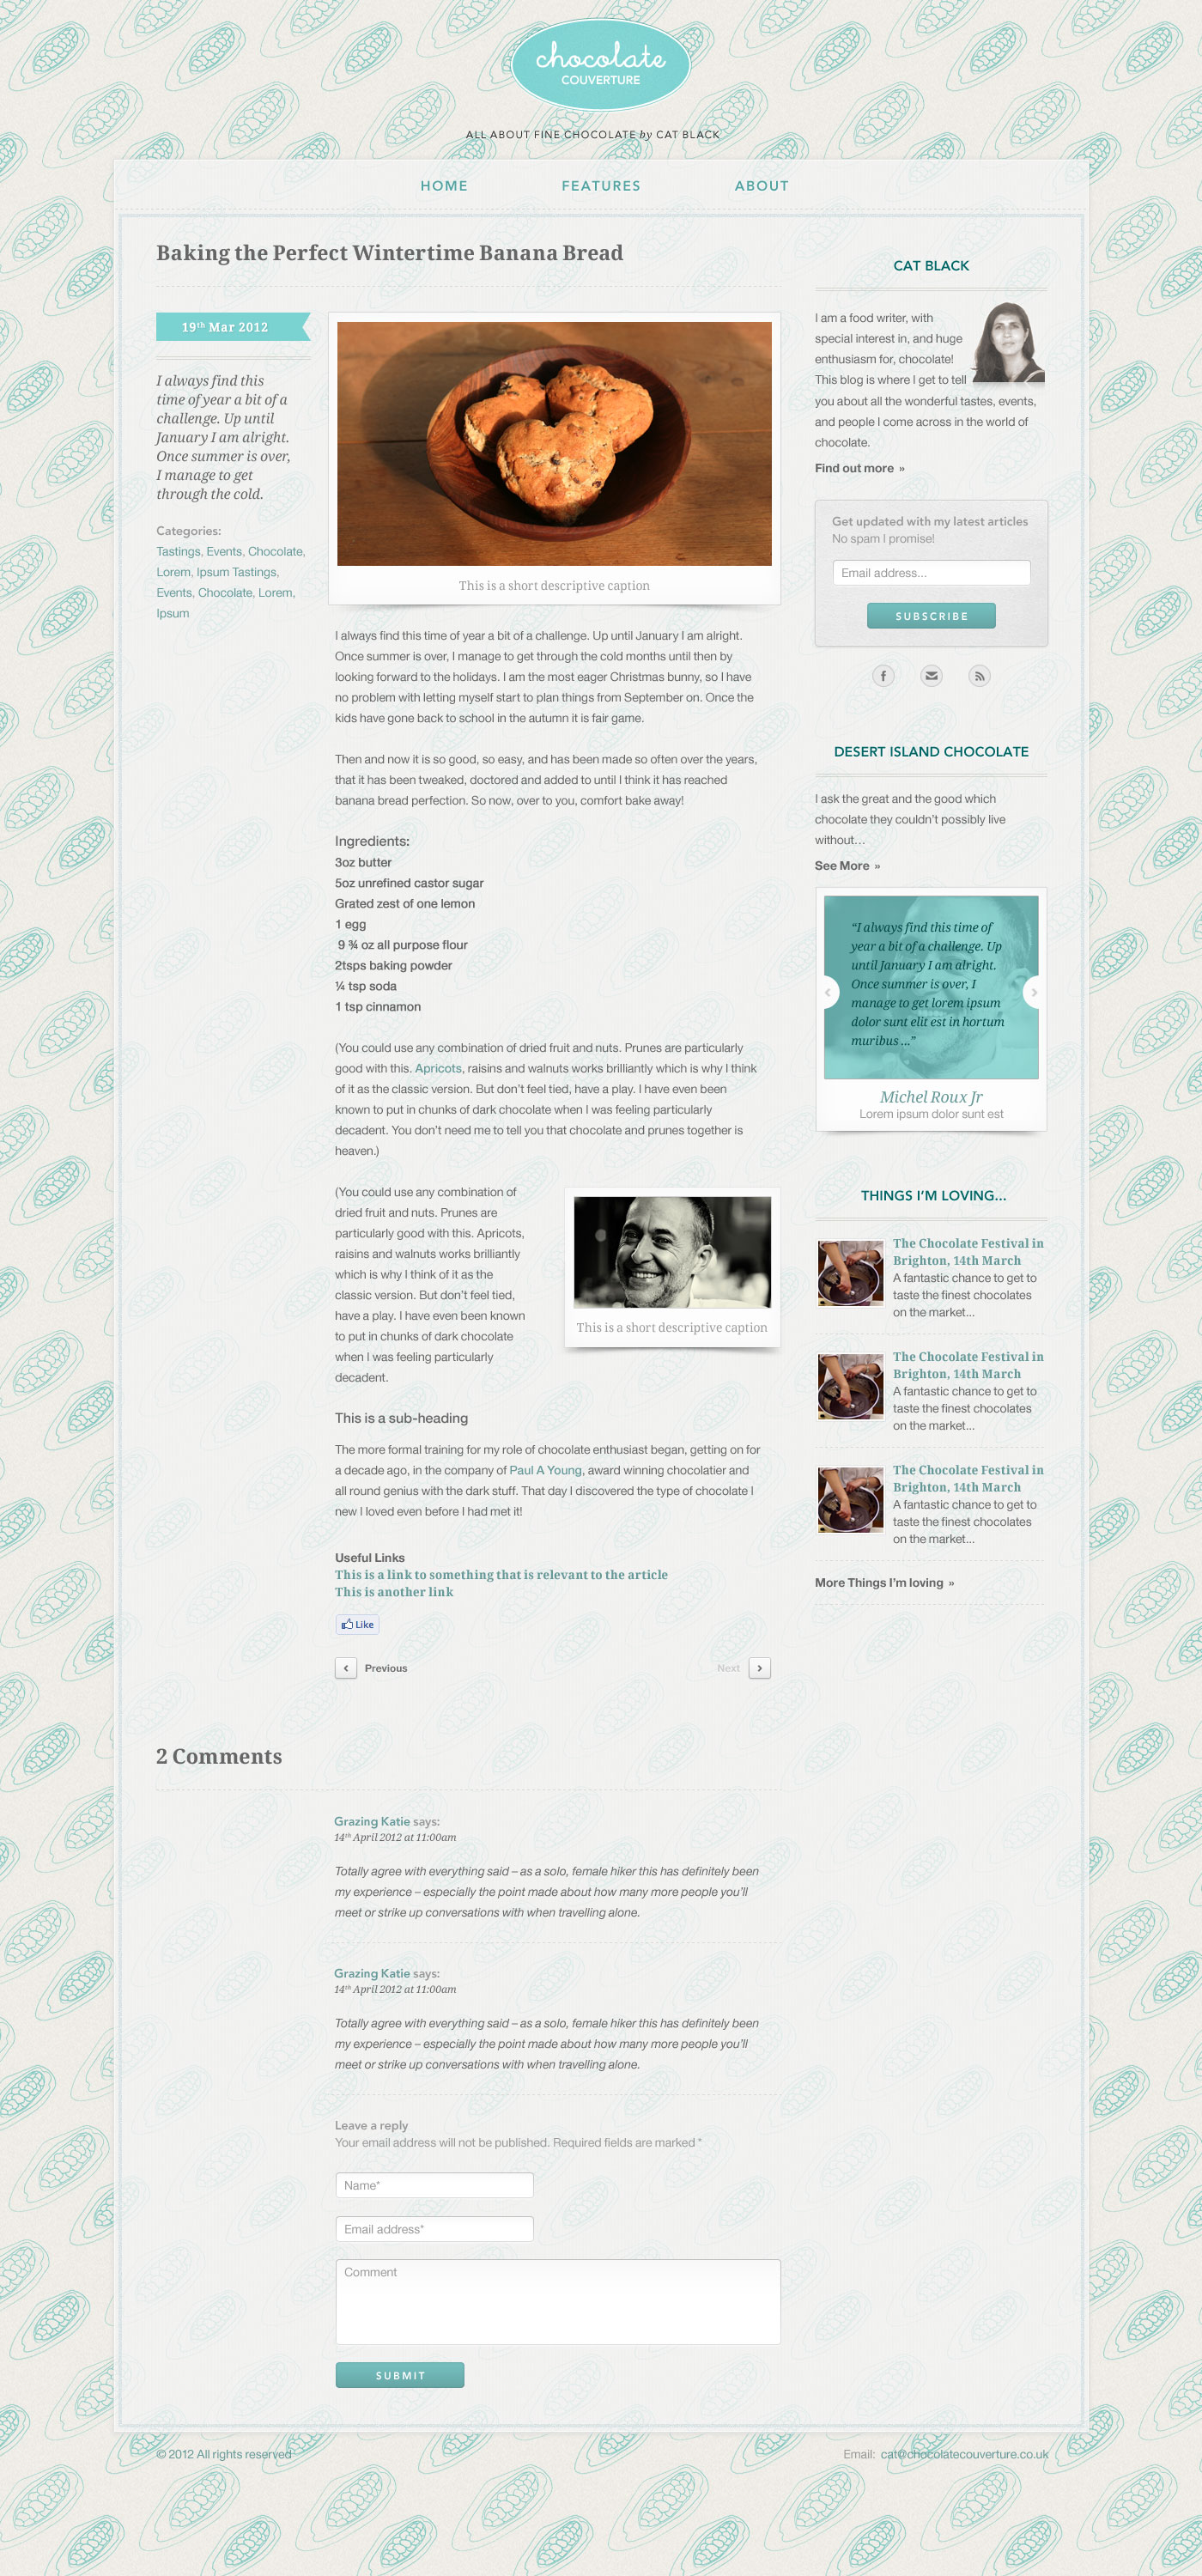 chocolate
COUVERTURE
ALL ABOUT FINE CHOCOLATE by CAT BLACK
HOME FEATURES ABOUT
Baking the Perfect Wintertime Banana Bread
19th Mar 2012
I always find this
time of year a bit of a
challenge. Up until
January I am alright.
Once summer is over,
I manage to get
through the cold.
Categories:
Tastings, Events, Chocolate,
Lorem, Ipsum Tastings,
Events, Chocolate, Lorem,
Ipsum
This is a short descriptive caption
I always find this time of year a bit of a challenge. Up until January I am alright.
Once summer is over, I manage to get through the cold months until then by
looking forward to the holidays. I am the most eager Christmas bunny, so I have
no problem with letting myself start to plan things from September on. Once the
kids have gone back to school in the autumn it is fair game.
Then and now it is so good, so easy, and has been made so often over the years,
that it has been tweaked, doctored and added to until I think it has reached
banana bread perfection. So now, over to you, comfort bake away!
Ingredients:
3oz butter
5oz unrefined castor sugar
Grated zest of one lemon
1 egg
9 ¾ oz all purpose flour
2tsps baking powder
¼ tsp soda
1 tsp cinnamon
(You could use any combination of dried fruit and nuts. Prunes are particularly
good with this. Apricots, raisins and walnuts works brilliantly which is why I think
of it as the classic version. But don't feel tied, have a play. I have even been
known to put in chunks of dark chocolate when I was feeling particularly
decadent. You don't need me to tell you that chocolate and prunes together is
heaven.)
(You could use any combination of
dried fruit and nuts. Prunes are
particularly good with this. Apricots,
raisins and walnuts works brilliantly
which is why I think of it as the
classic version. But don't feel tied,
have a play. I have even been known
to put in chunks of dark chocolate
when I was feeling particularly
decadent.
This is a short descriptive caption
This is a sub-heading
The more formal training for my role of chocolate enthusiast began, getting on for
a decade ago, in the company of Paul A Young, award winning chocolatier and
all round genius with the dark stuff. That day I discovered the type of chocolate I
new I loved even before I had met it!
Useful Links
This is a link to something that is relevant to the article
This is another link
Like
Previous Next
2 Comments
Grazing Katie says:
14th April 2012 at 11:00am
Totally agree with everything said – as a solo, female hiker this has definitely been
my experience – especially the point made about how many more people you'll
meet or strike up conversations with when travelling alone.
Grazing Katie says:
14th April 2012 at 11:00am
Totally agree with everything said – as a solo, female hiker this has definitely been
my experience – especially the point made about how many more people you'll
meet or strike up conversations with when travelling alone.
Leave a reply
Your email address will not be published. Required fields are marked *
Name*
Email address*
Comment
SUBMIT
CAT BLACK
I am a food writer, with
special interest in, and huge
enthusiasm for, chocolate!
This blog is where I get to tell
you about all the wonderful tastes, events,
and people I come across in the world of
chocolate.
Find out more »
Get updated with my latest articles
No spam I promise!
Email address...
SUBSCRIBE
DESERT ISLAND CHOCOLATE
I ask the great and the good which
chocolate they couldn't possibly live
without…
See More »
“I always find this time of
year a bit of a challenge. Up
until January I am alright.
Once summer is over, I
manage to get lorem ipsum
dolor sunt elit est in hortum
muribus ...”
Michel Roux Jr
Lorem ipsum dolor sunt est
THINGS I'M LOVING...
The Chocolate Festival in
Brighton, 14th March
A fantastic chance to get to
taste the finest chocolates
on the market...
The Chocolate Festival in
Brighton, 14th March
A fantastic chance to get to
taste the finest chocolates
on the market...
The Chocolate Festival in
Brighton, 14th March
A fantastic chance to get to
taste the finest chocolates
on the market...
More Things I'm loving »
© 2012 All rights reserved
Email: cat@chocolatecouverture.co.uk